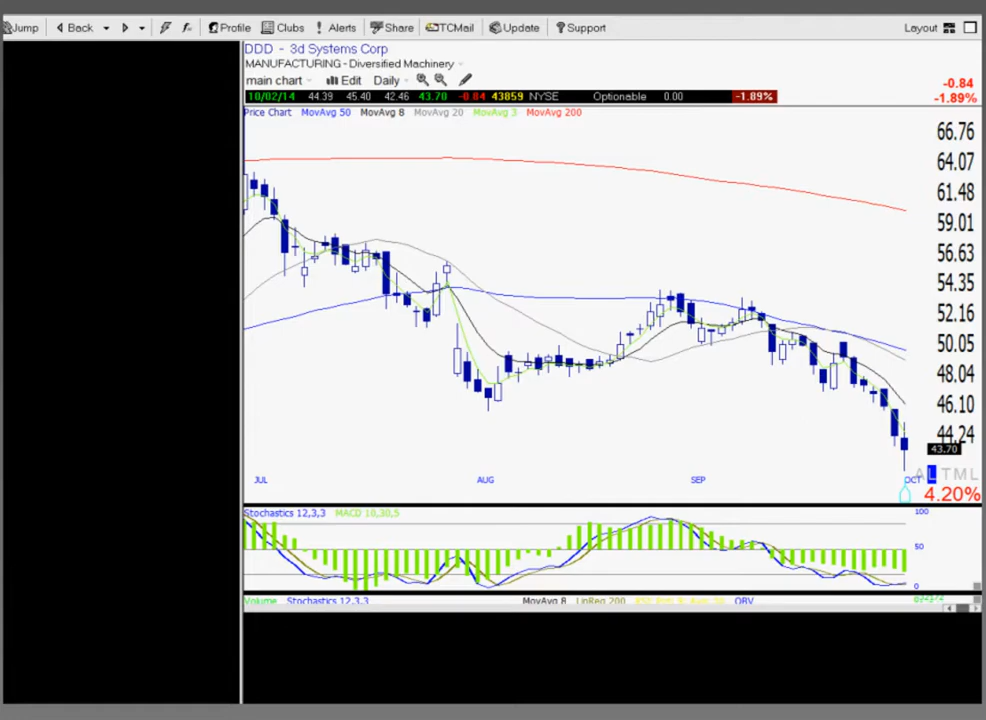 Jump Back Profile Clubs Alerts Share TCMail Update Support Layout
DDD - 3d Systems Corp
MANUFACTURING - Diversified Machinery
main chart Edit Daily
-0.84
-1.89%
10/02/14 44.39 45.40 42.46 43.70 -0.84 43859 NYSE Optionable 0.00 -1.89%
Price Chart MovAvg 50 MovAvg 8 MovAvg 20 MovAvg 3 MovAvg 200
66.76
64.07
61.48
59.01
56.63
54.35
52.16
50.05
48.04
46.10
44.24
43.70
JUL AUG SEP OCT
A L T M L
4.20%
Stochastics 12,3,3 MACD 10,30,5
100
50
0
Volume Stochastics 12,3,3 MovAvg 8 LinReg 200 OBV